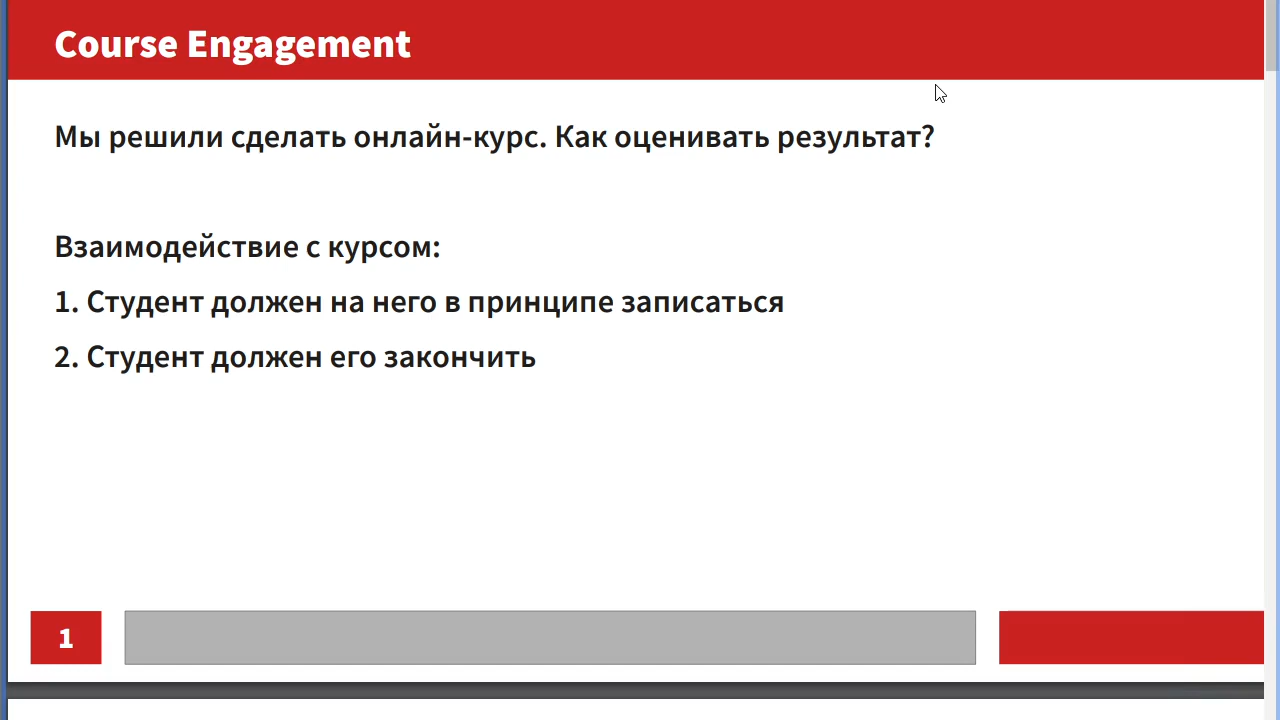 Course Engagement
Мы решили сделать онлайн-курс. Как оценивать результат?
Взаимодействие с курсом:
1. Студент должен на него в принципе записаться
2. Студент должен его закончить
1